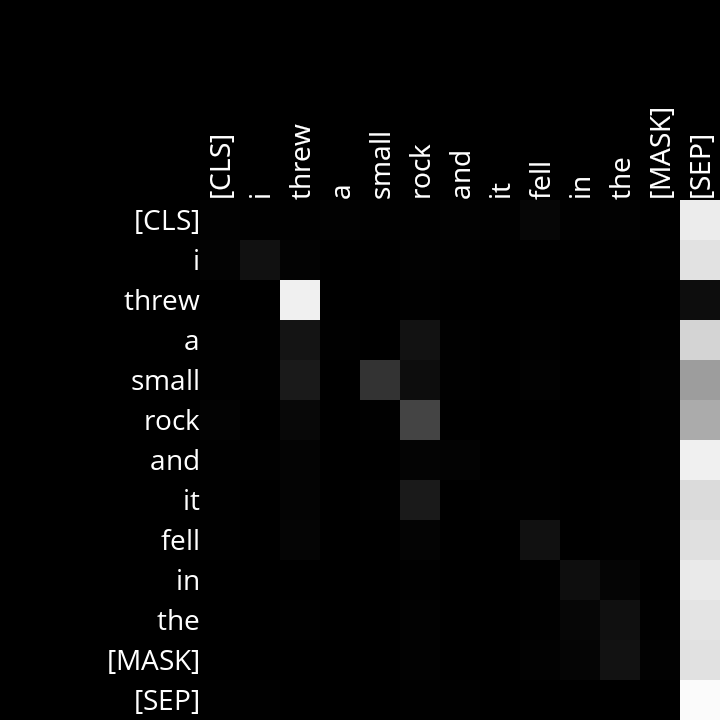 [CLS] i threw a small rock and it fell in the [MASK] [SEP]
[CLS]
i
threw
a
small
rock
and
it
fell
in
the
[MASK]
[SEP]